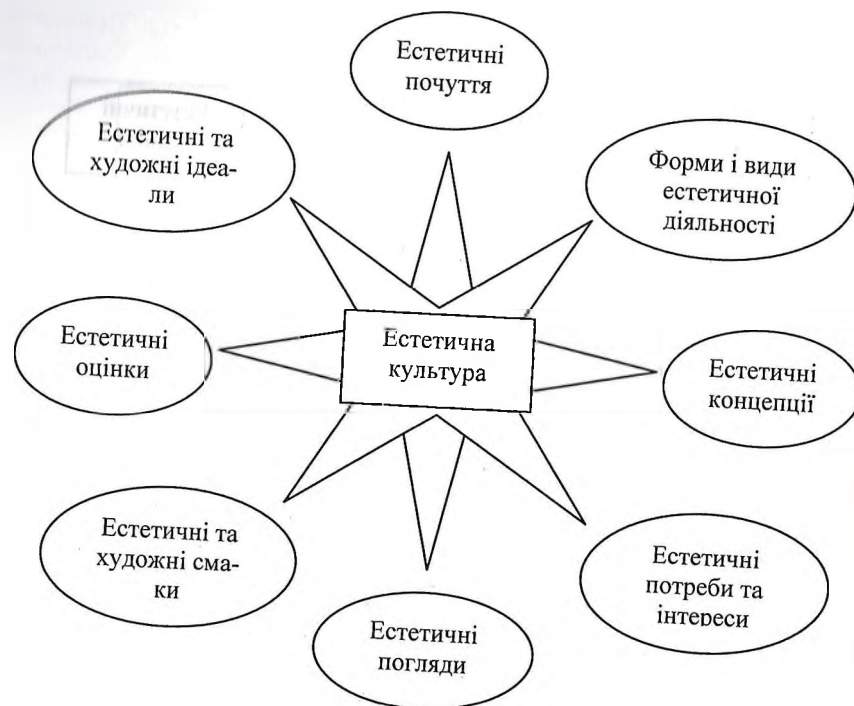 Естетичні
почуття
Естетичні та
художні ідеа-
ли
Форми і види
естетичної
діяльності
Естетичні
оцінки
Естетична
культура
Естетичні
концепції
Естетичні та
художні сма-
ки
Естетичні
потреби та
інтереси
Естетичні
погляди